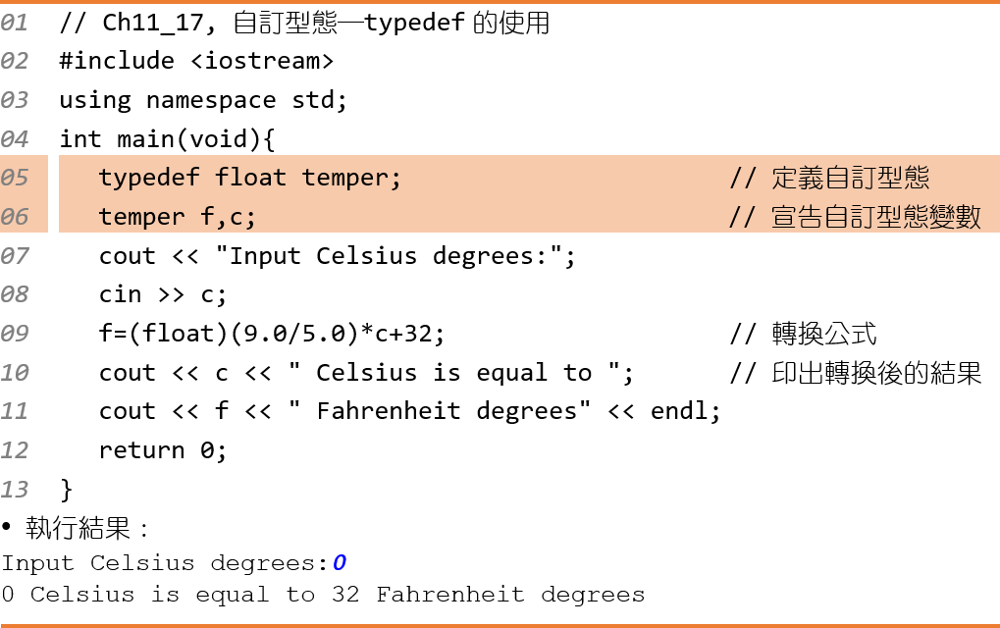 01 // Ch11_17, 自訂型態—typedef 的使用
02 #include <iostream>
03 using namespace std;
04 int main(void){
05 typedef float temper; // 定義自訂型態
06 temper f,c; // 宣告自訂型態變數
07 cout << "Input Celsius degrees:";
08 cin >> c;
09 f=(float)(9.0/5.0)*c+32; // 轉換公式
10 cout << c << " Celsius is equal to "; // 印出轉換後的結果
11 cout << f << " Fahrenheit degrees" << endl;
12 return 0;
13 }
• 執行結果：
Input Celsius degrees:0
0 Celsius is equal to 32 Fahrenheit degrees